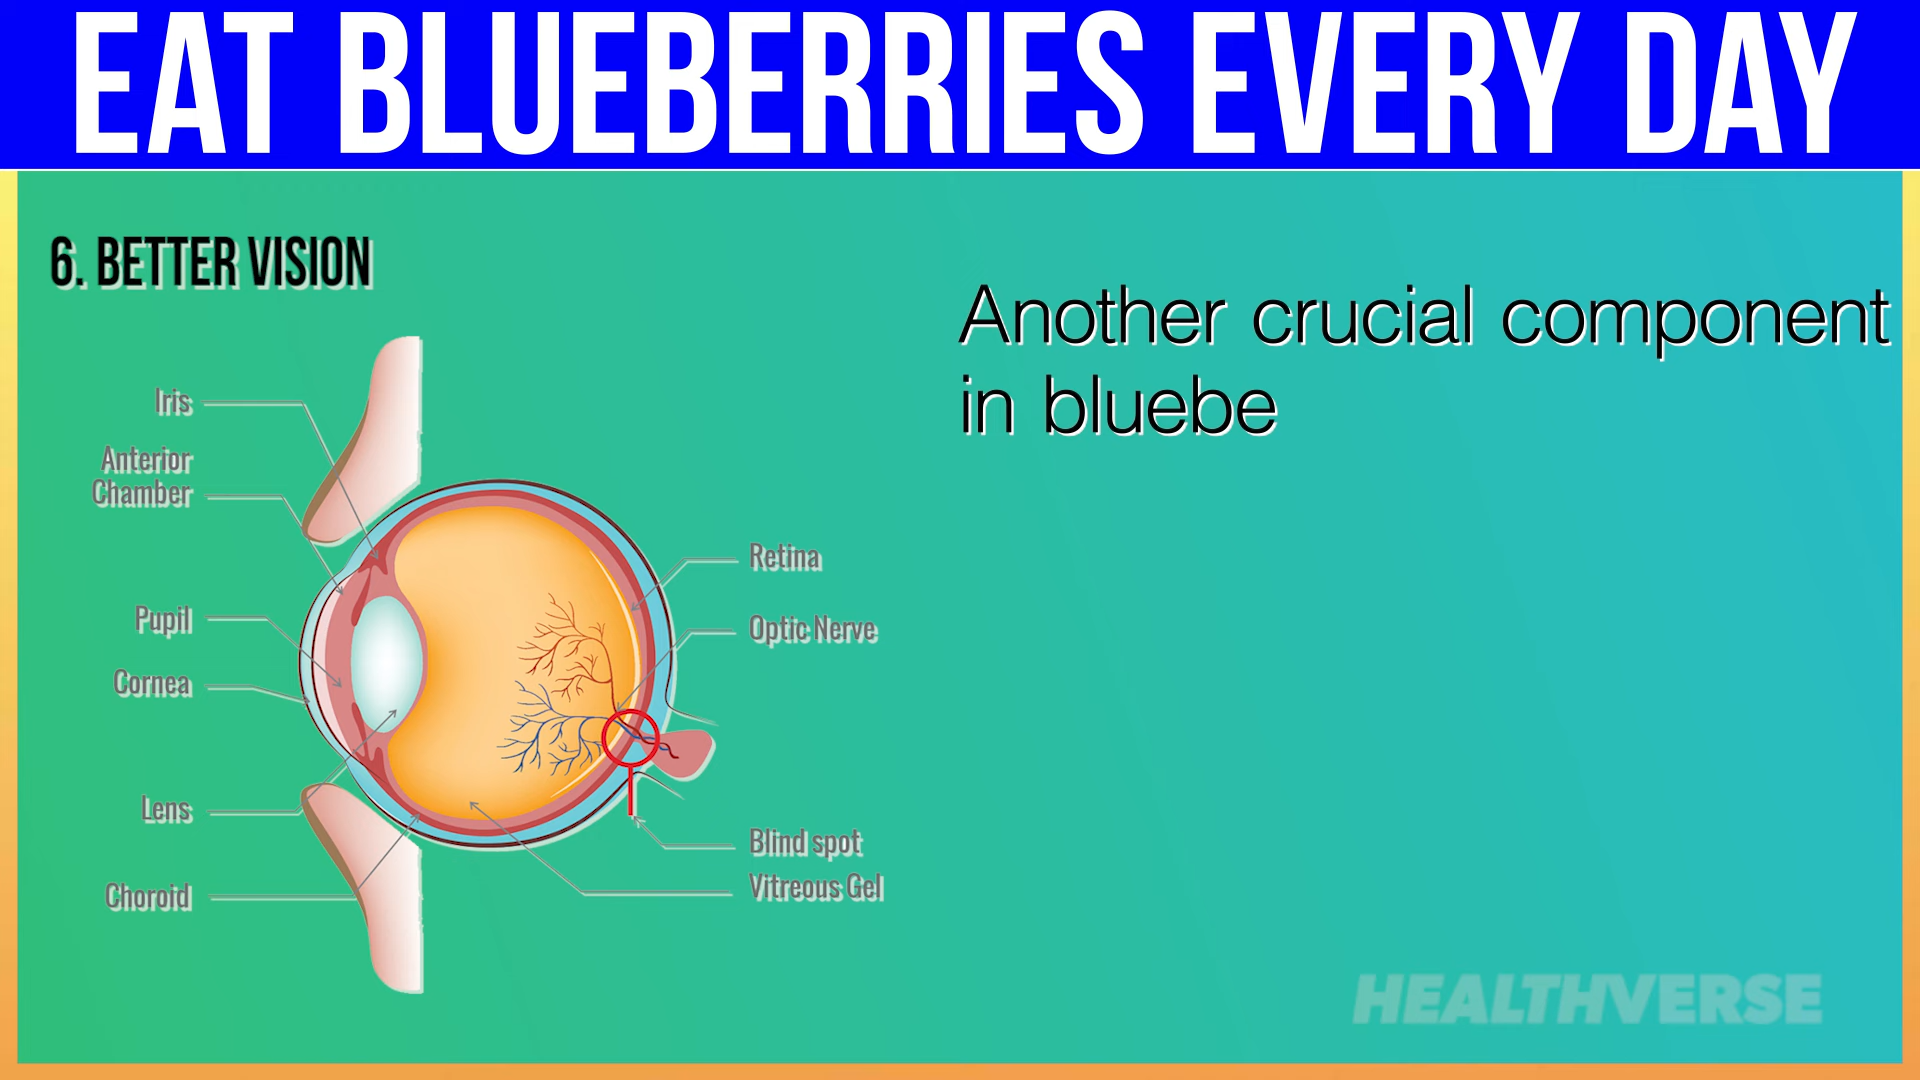 EAT BLUEBERRIES EVERY DAY
6. BETTER VISION
Another crucial component
in bluebe
Iris
Anterior
Chamber
Pupil
Cornea
Lens
Choroid
Retina
Optic Nerve
Blind spot
Vitreous Gel
HEALTHVERSE